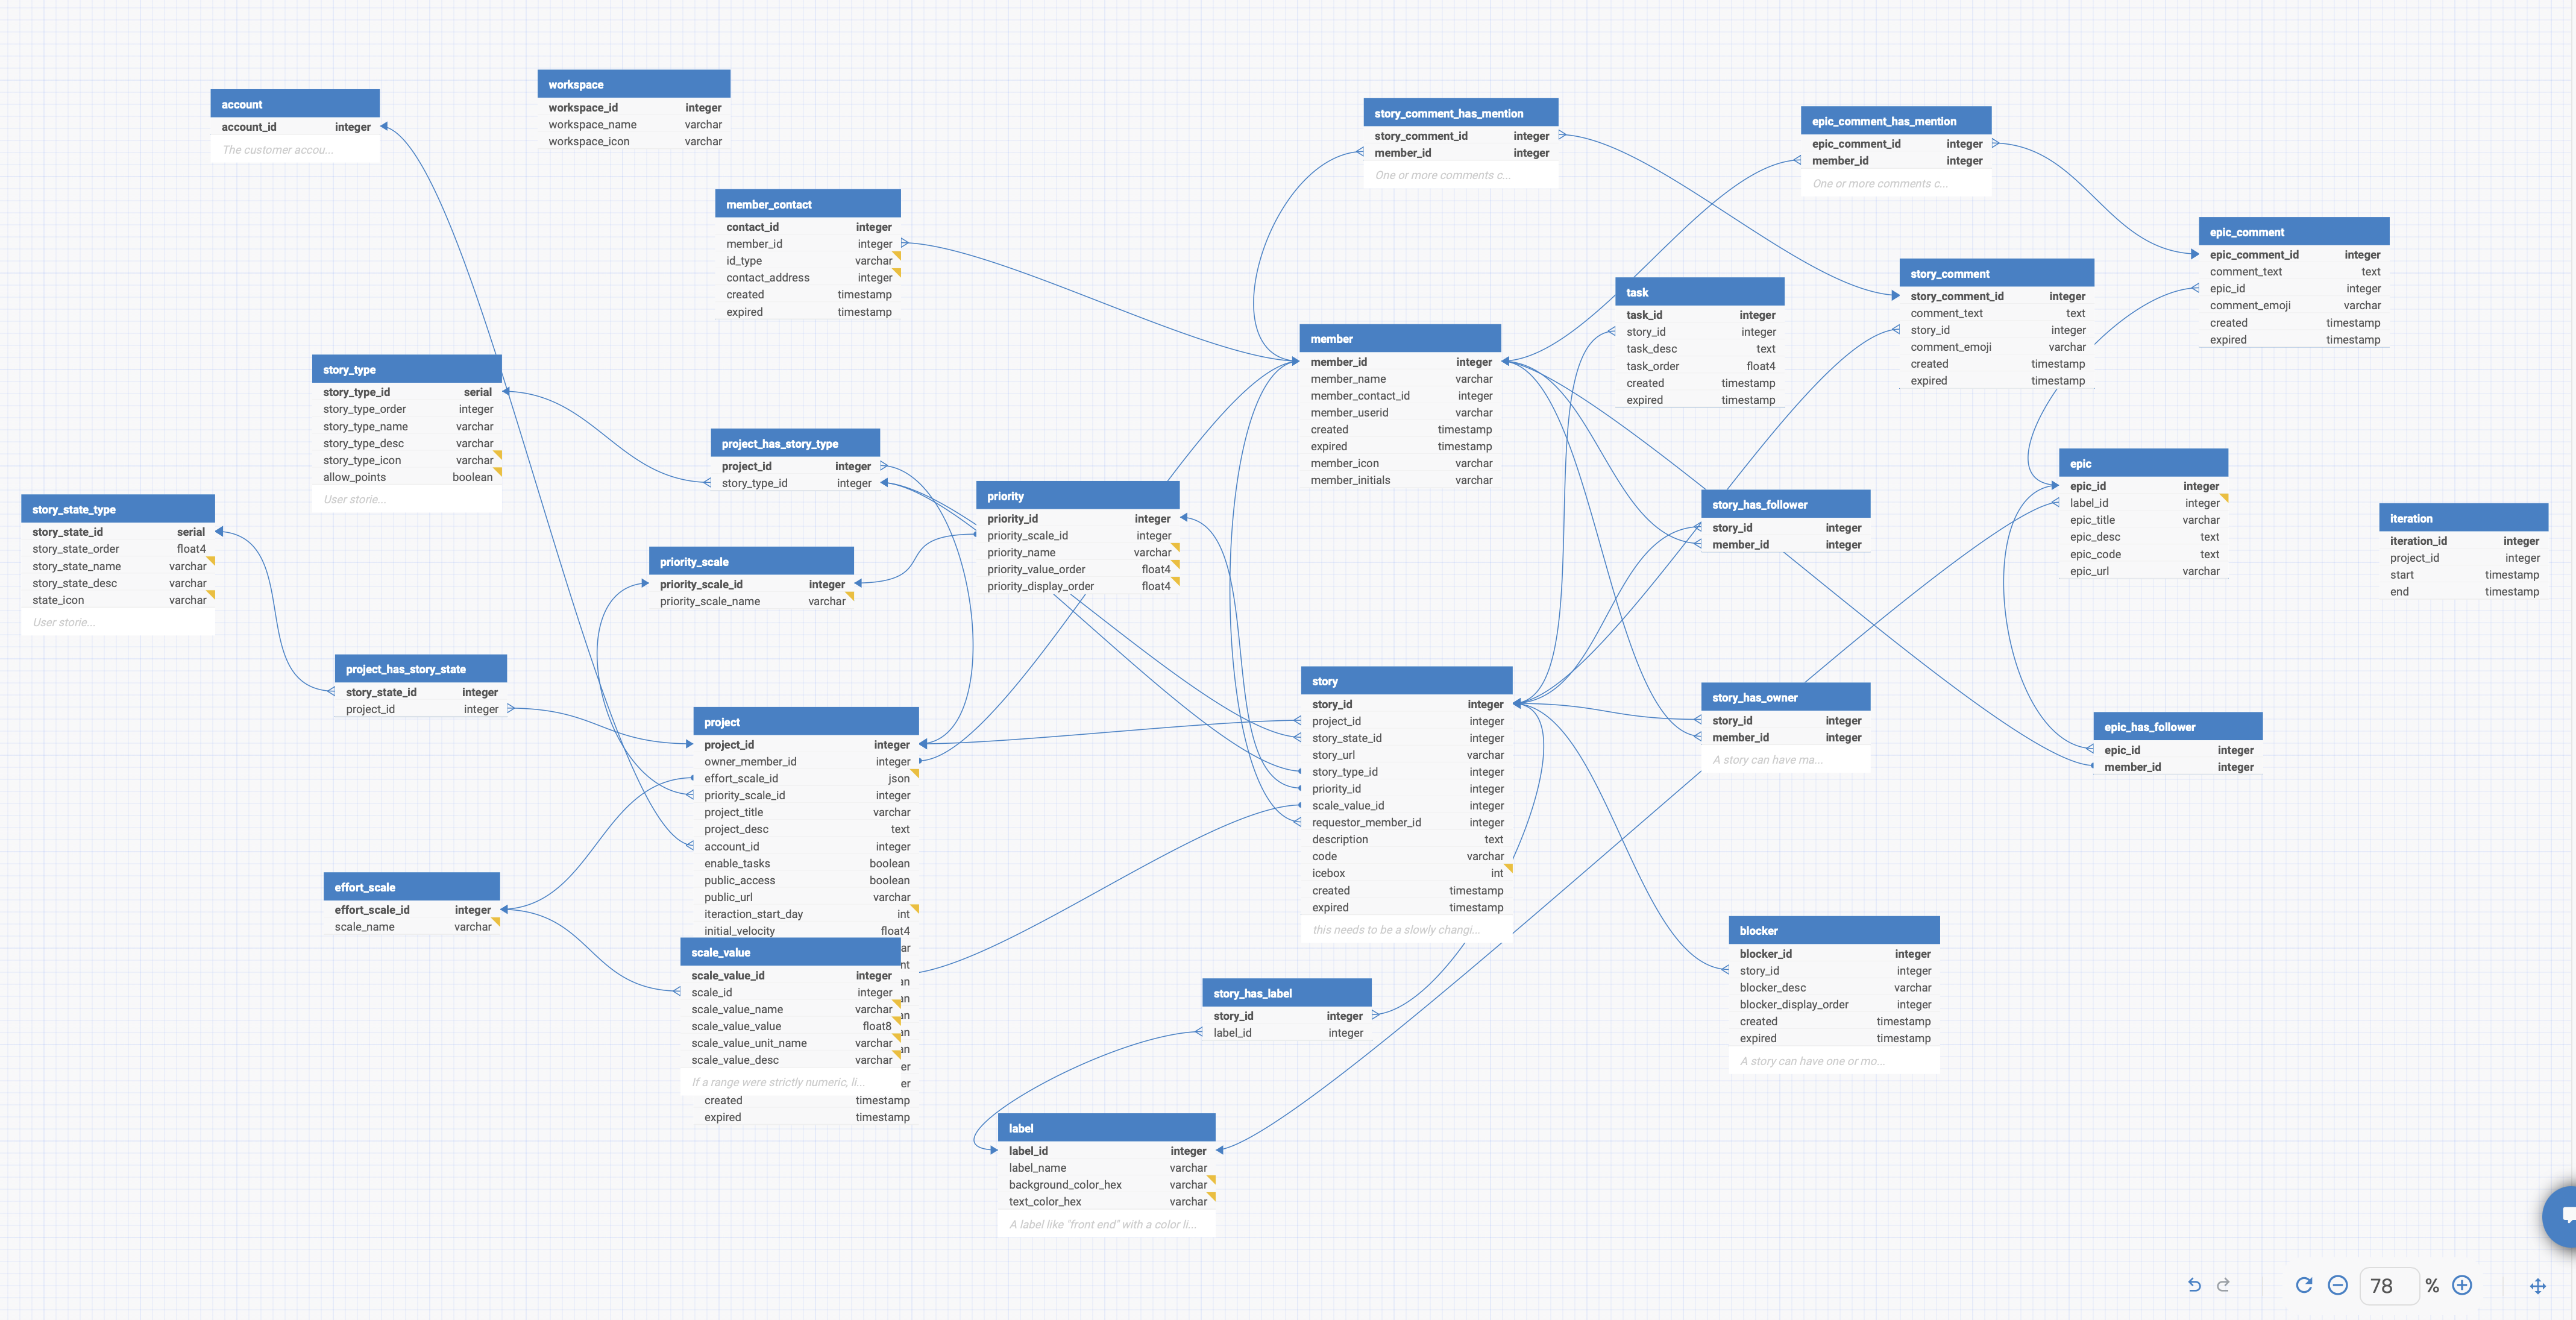 account
account_id integer
The customer accou...
workspace
workspace_id integer
workspace_name varchar
workspace_icon varchar
story_comment_has_mention
story_comment_id integer
member_id integer
One or more comments c...
epic_comment_has_mention
epic_comment_id integer
member_id integer
One or more comments c...
member_contact
contact_id integer
member_id integer
id_type varchar
contact_address integer
created timestamp
expired timestamp
epic_comment
epic_comment_id integer
comment_text text
epic_id integer
comment_emoji varchar
created timestamp
expired timestamp
story_comment
story_comment_id integer
comment_text text
story_id integer
comment_emoji varchar
created timestamp
expired timestamp
task
task_id integer
story_id integer
task_desc text
task_order float4
created timestamp
expired timestamp
member
member_id integer
member_name varchar
member_contact_id integer
member_userid varchar
created timestamp
expired timestamp
member_icon varchar
member_initials varchar
story_type
story_type_id serial
story_type_order integer
story_type_name varchar
story_type_desc varchar
story_type_icon varchar
allow_points boolean
User storie...
project_has_story_type
project_id integer
story_type_id integer
epic
epic_id integer
label_id integer
epic_title varchar
epic_desc text
epic_code text
epic_url varchar
priority
priority_id integer
priority_scale_id integer
priority_name varchar
priority_value_order float4
priority_display_order float4
story_has_follower
story_id integer
member_id integer
story_state_type
story_state_id serial
story_state_order float4
story_state_name varchar
story_state_desc varchar
state_icon varchar
User storie...
iteration
iteration_id integer
project_id integer
start timestamp
end timestamp
priority_scale
priority_scale_id integer
priority_scale_name varchar
project_has_story_state
story_state_id integer
project_id integer
story
story_id integer
project_id integer
story_state_id integer
story_url varchar
story_type_id integer
priority_id integer
scale_value_id integer
requestor_member_id integer
description text
code varchar
icebox int
created timestamp
expired timestamp
this needs to be a slowly changi...
story_has_owner
story_id integer
member_id integer
A story can have ma...
project
project_id integer
owner_member_id integer
effort_scale_id json
priority_scale_id integer
project_title varchar
project_desc text
account_id integer
enable_tasks boolean
public_access boolean
public_url varchar
iteraction_start_day int
initial_velocity float4
ar
nt
an
an
an
an
an
er
er
created timestamp
expired timestamp
epic_has_follower
epic_id integer
member_id integer
effort_scale
effort_scale_id integer
scale_name varchar
scale_value
scale_value_id integer
scale_id integer
scale_value_name varchar
scale_value_value float8
scale_value_unit_name varchar
scale_value_desc varchar
If a range were strictly numeric, li...
blocker
blocker_id integer
story_id integer
blocker_desc varchar
blocker_display_order integer
created timestamp
expired timestamp
A story can have one or mo...
story_has_label
story_id integer
label_id integer
label
label_id integer
label_name varchar
background_color_hex varchar
text_color_hex varchar
A label like "front end" with a color li...
78 %